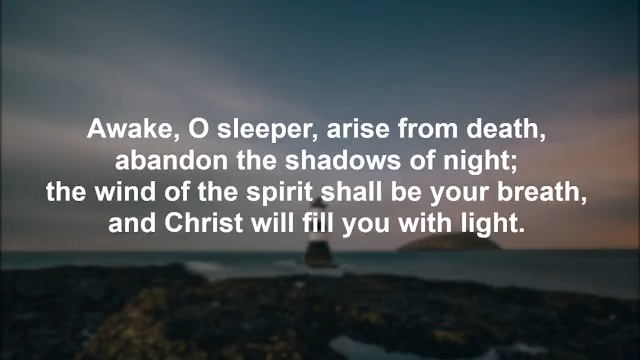 Awake, O sleeper, arise from death,
abandon the shadows of night;
the wind of the spirit shall be your breath,
and Christ will fill you with light.